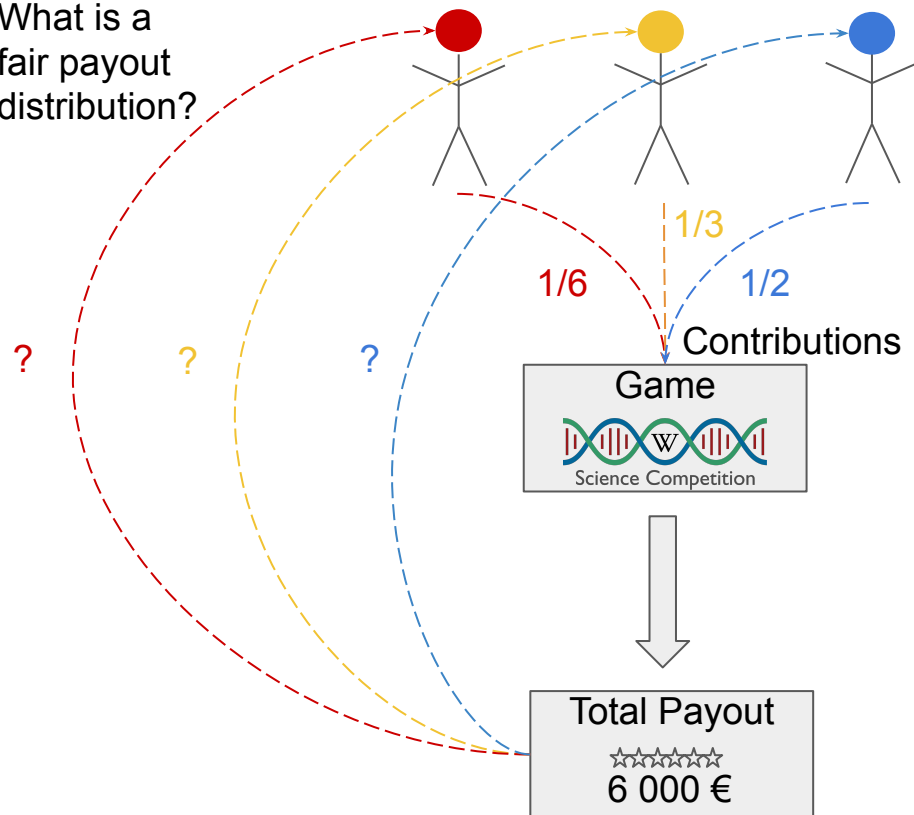 What is a
fair payout
distribution?
1/3
1/6
1/2
?
?
?
Contributions
Game
W
Science Competition
Total Payout
6 000 €